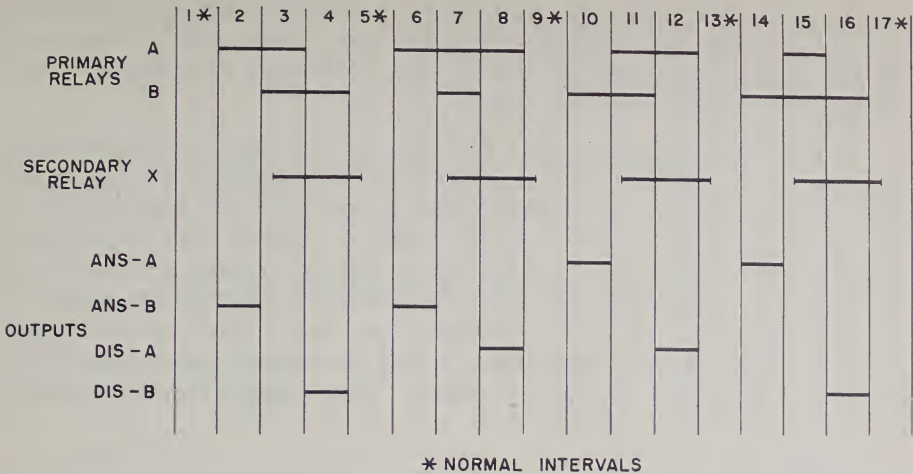 1* 2 3 4 5* 6 7 8 9* 10 11 12 13* 14 15 16 17*
PRIMARY RELAYS
A
B
SECONDARY RELAY
X
OUTPUTS
ANS-A
ANS-B
DIS-A
DIS-B
* NORMAL INTERVALS